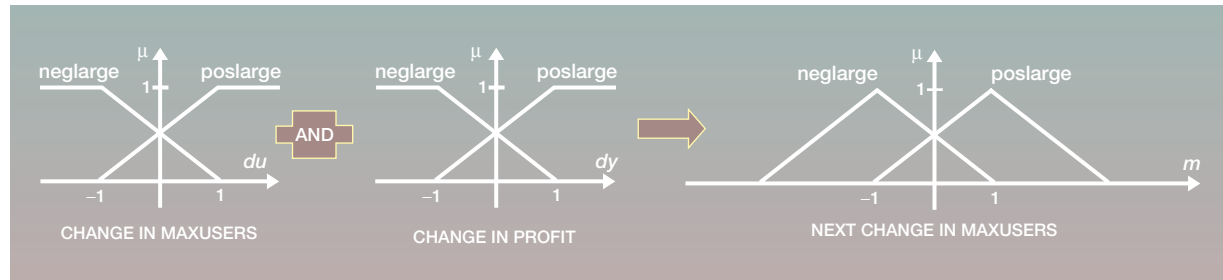 μ
neglarge
poslarge
1
du
−1
1
CHANGE IN MAXUSERS
AND
μ
neglarge
poslarge
1
dy
−1
1
CHANGE IN PROFIT
μ
neglarge
poslarge
1
m
−1
1
NEXT CHANGE IN MAXUSERS